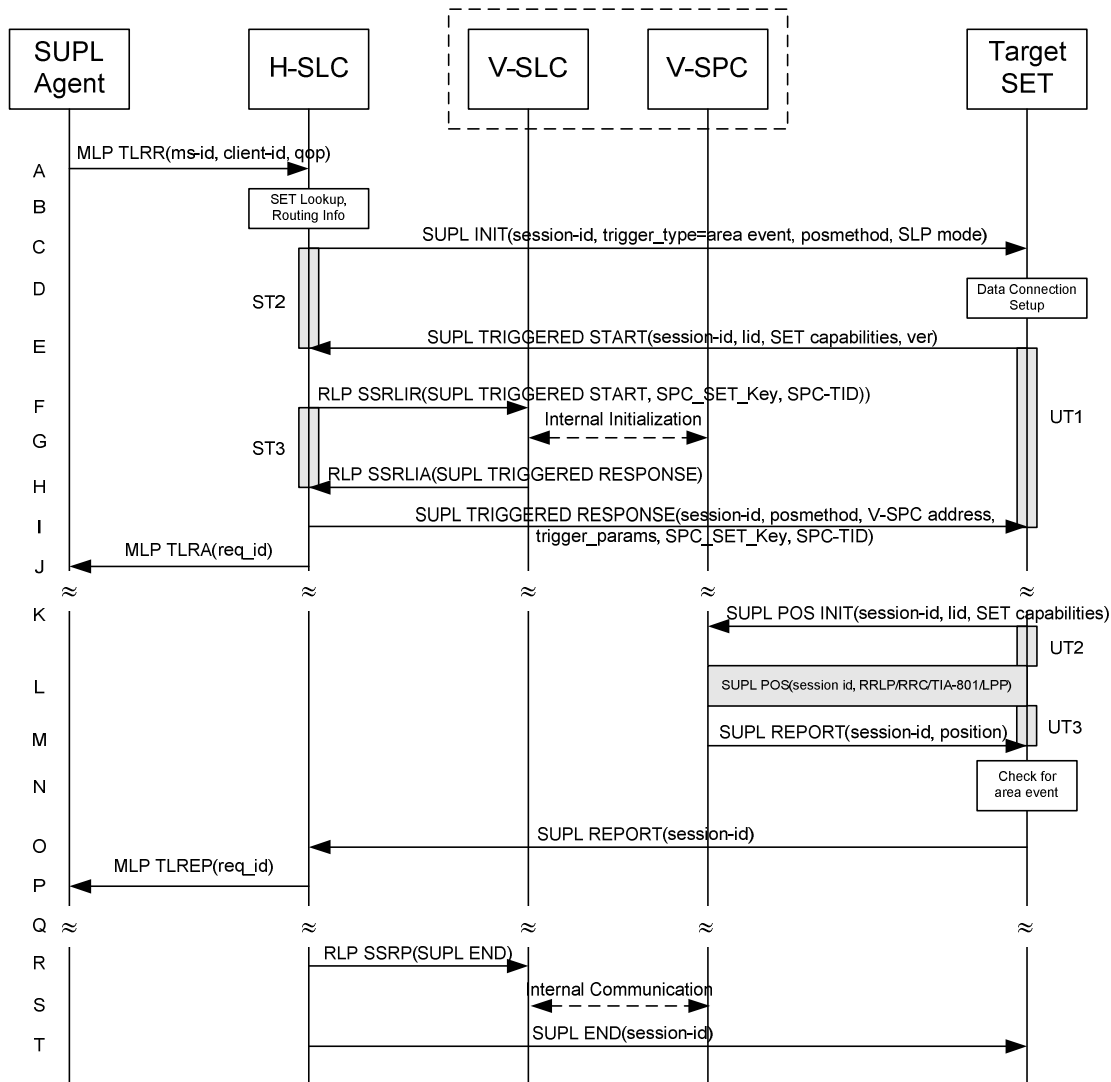 SUPL
Agent
H-SLC
V-SLC
V-SPC
Target
SET
A
MLP TLRR(ms-id, client-id, qop)
B
SET Lookup,
Routing Info
C
SUPL INIT(session-id, trigger_type=area event, posmethod, SLP mode)
D
ST2
Data Connection
Setup
E
SUPL TRIGGERED START(session-id, lid, SET capabilities, ver)
F
RLP SSRLIR(SUPL TRIGGERED START, SPC_SET_Key, SPC-TID))
G
ST3
Internal Initialization
UT1
H
RLP SSRLIA(SUPL TRIGGERED RESPONSE)
I
SUPL TRIGGERED RESPONSE(session-id, posmethod, V-SPC address,
trigger_params, SPC_SET_Key, SPC-TID)
J
MLP TLRA(req_id)
≈ ≈ ≈ ≈ ≈
K
SUPL POS INIT(session-id, lid, SET capabilities)
UT2
L
SUPL POS(session id, RRLP/RRC/TIA-801/LPP)
M
SUPL REPORT(session-id, position)
UT3
N
Check for
area event
O
SUPL REPORT(session-id)
P
MLP TLREP(req_id)
Q
≈ ≈ ≈ ≈ ≈
R
RLP SSRP(SUPL END)
S
Internal Communication
T
SUPL END(session-id)